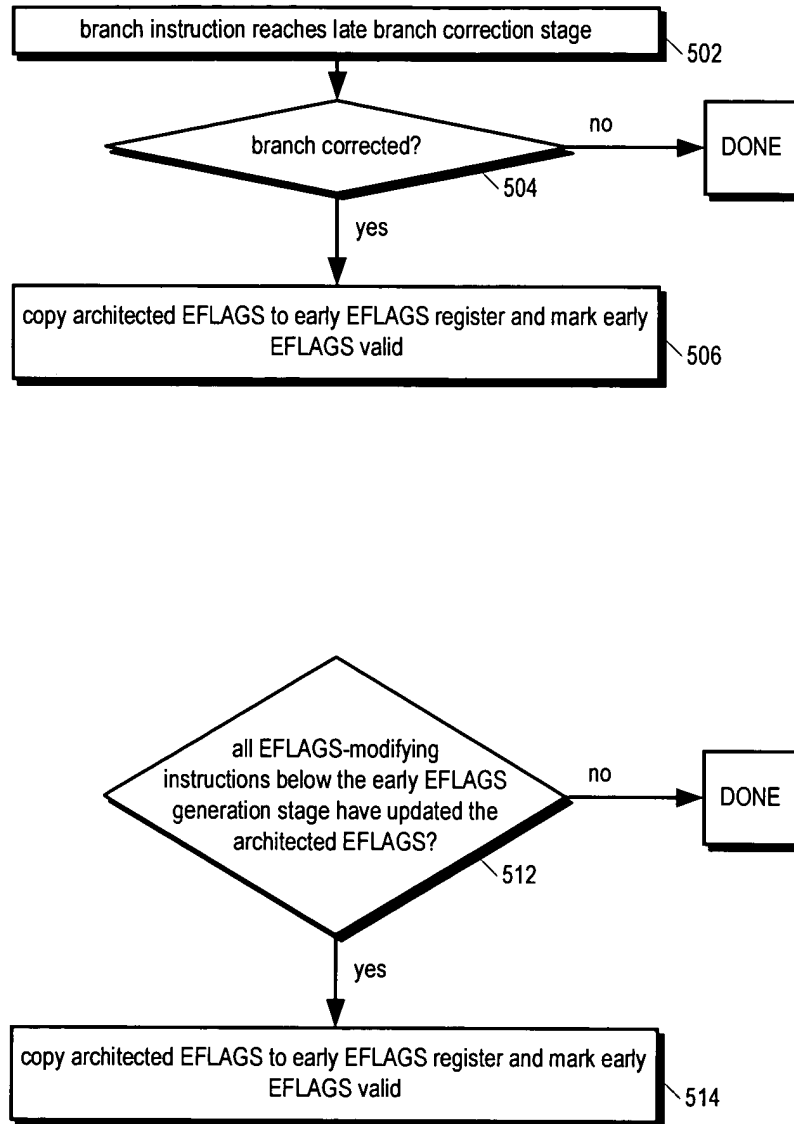 branch instruction reaches late branch correction stage
502
branch corrected?
no
DONE
504
yes
copy architected EFLAGS to early EFLAGS register and mark early
EFLAGS valid
506
all EFLAGS-modifying
instructions below the early EFLAGS
generation stage have updated the
architected EFLAGS?
no
DONE
512
yes
copy architected EFLAGS to early EFLAGS register and mark early
EFLAGS valid
514